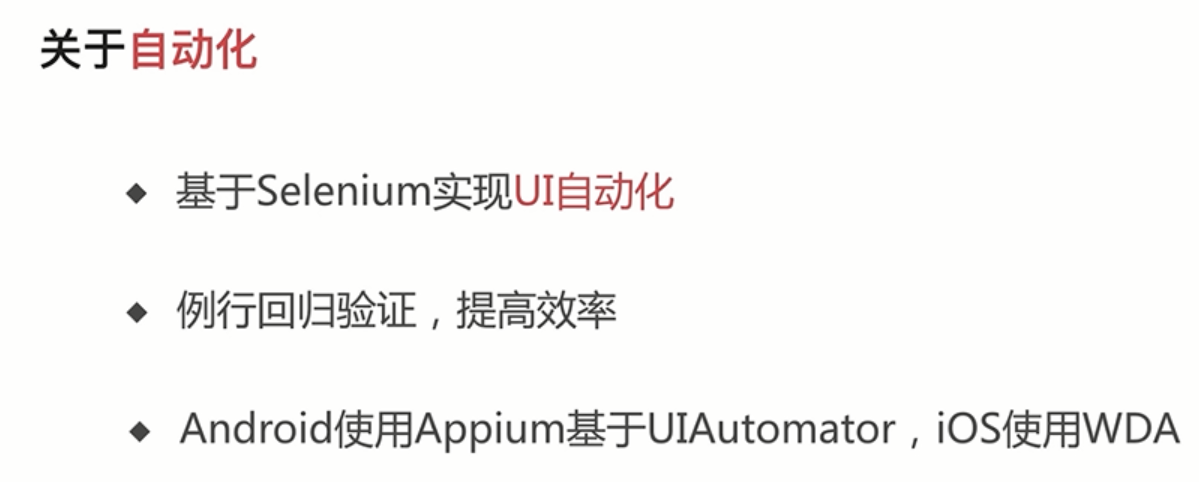 关于自动化
基于Selenium实现UI自动化
例行回归验证，提高效率
Android使用Appium基于UIAutomator，iOS使用WDA